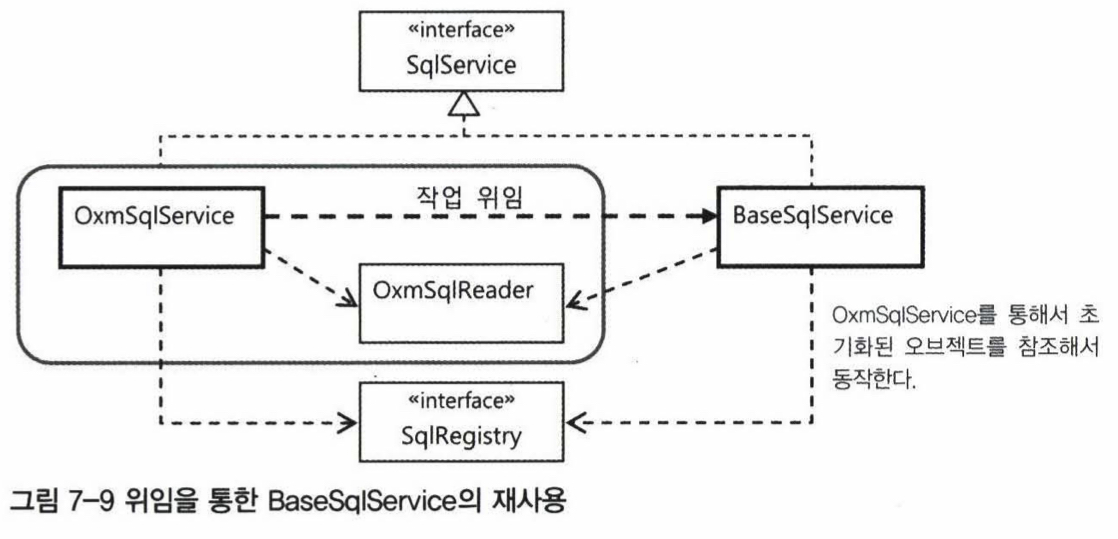 «interface»
SqlService
OxmSqlService
작업 위임
BaseSqlService
OxmSqlReader
OxmSqlService를 통해서 초
기화된 오브젝트를 참조해서
동작한다.
«interface»
SqlRegistry
그림 7-9 위임을 통한 BaseSqlService의 재사용